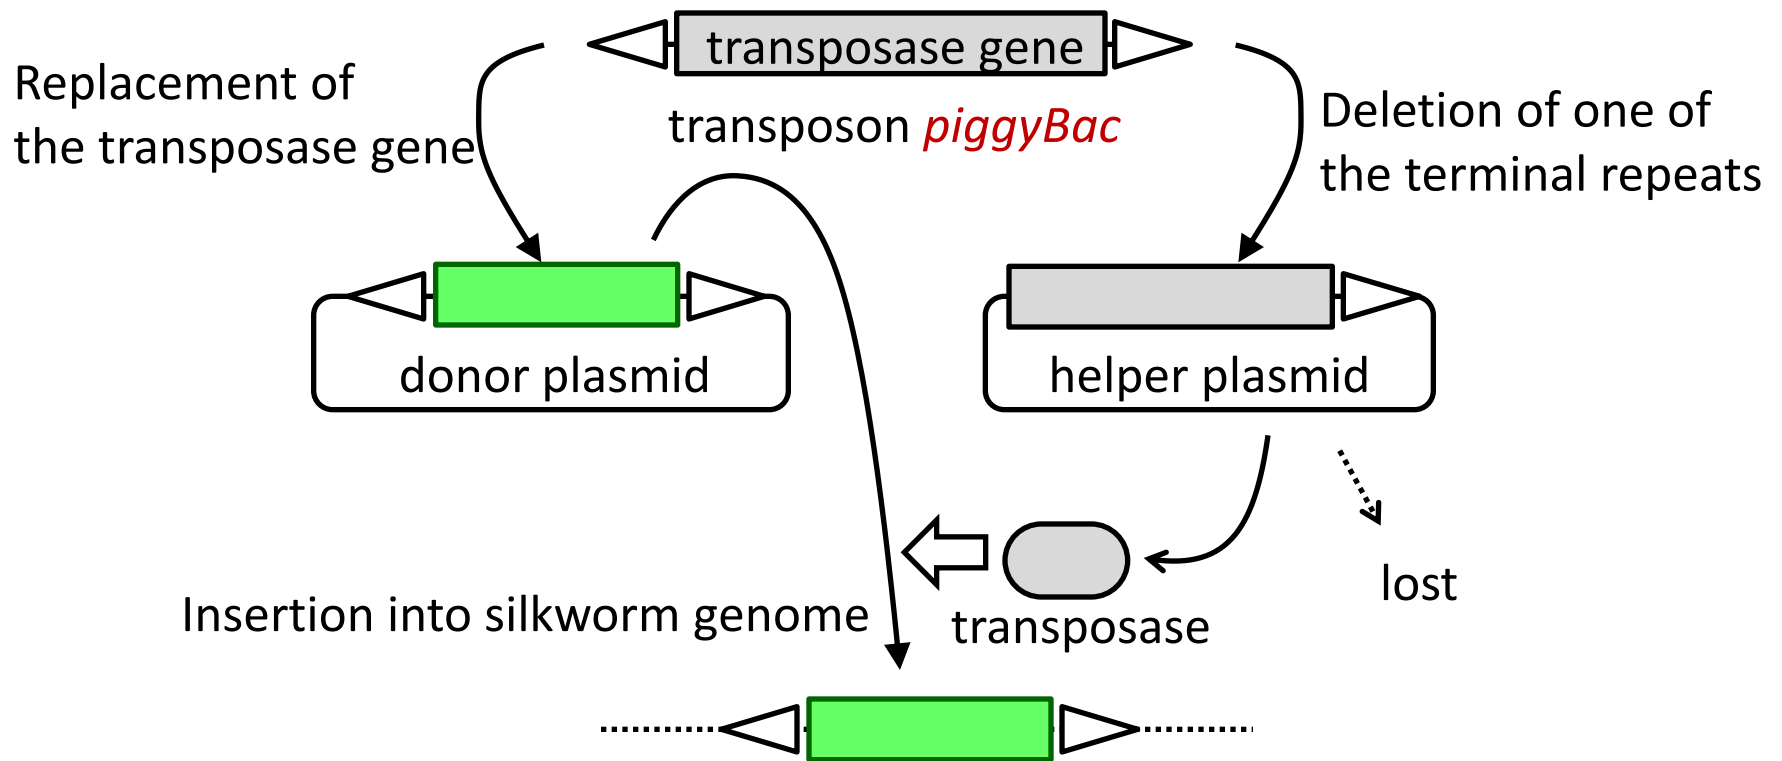 transposase gene
transposon piggyBac
Replacement of
the transposase gene
Deletion of one of
the terminal repeats
donor plasmid
helper plasmid
Insertion into silkworm genome
transposase
lost